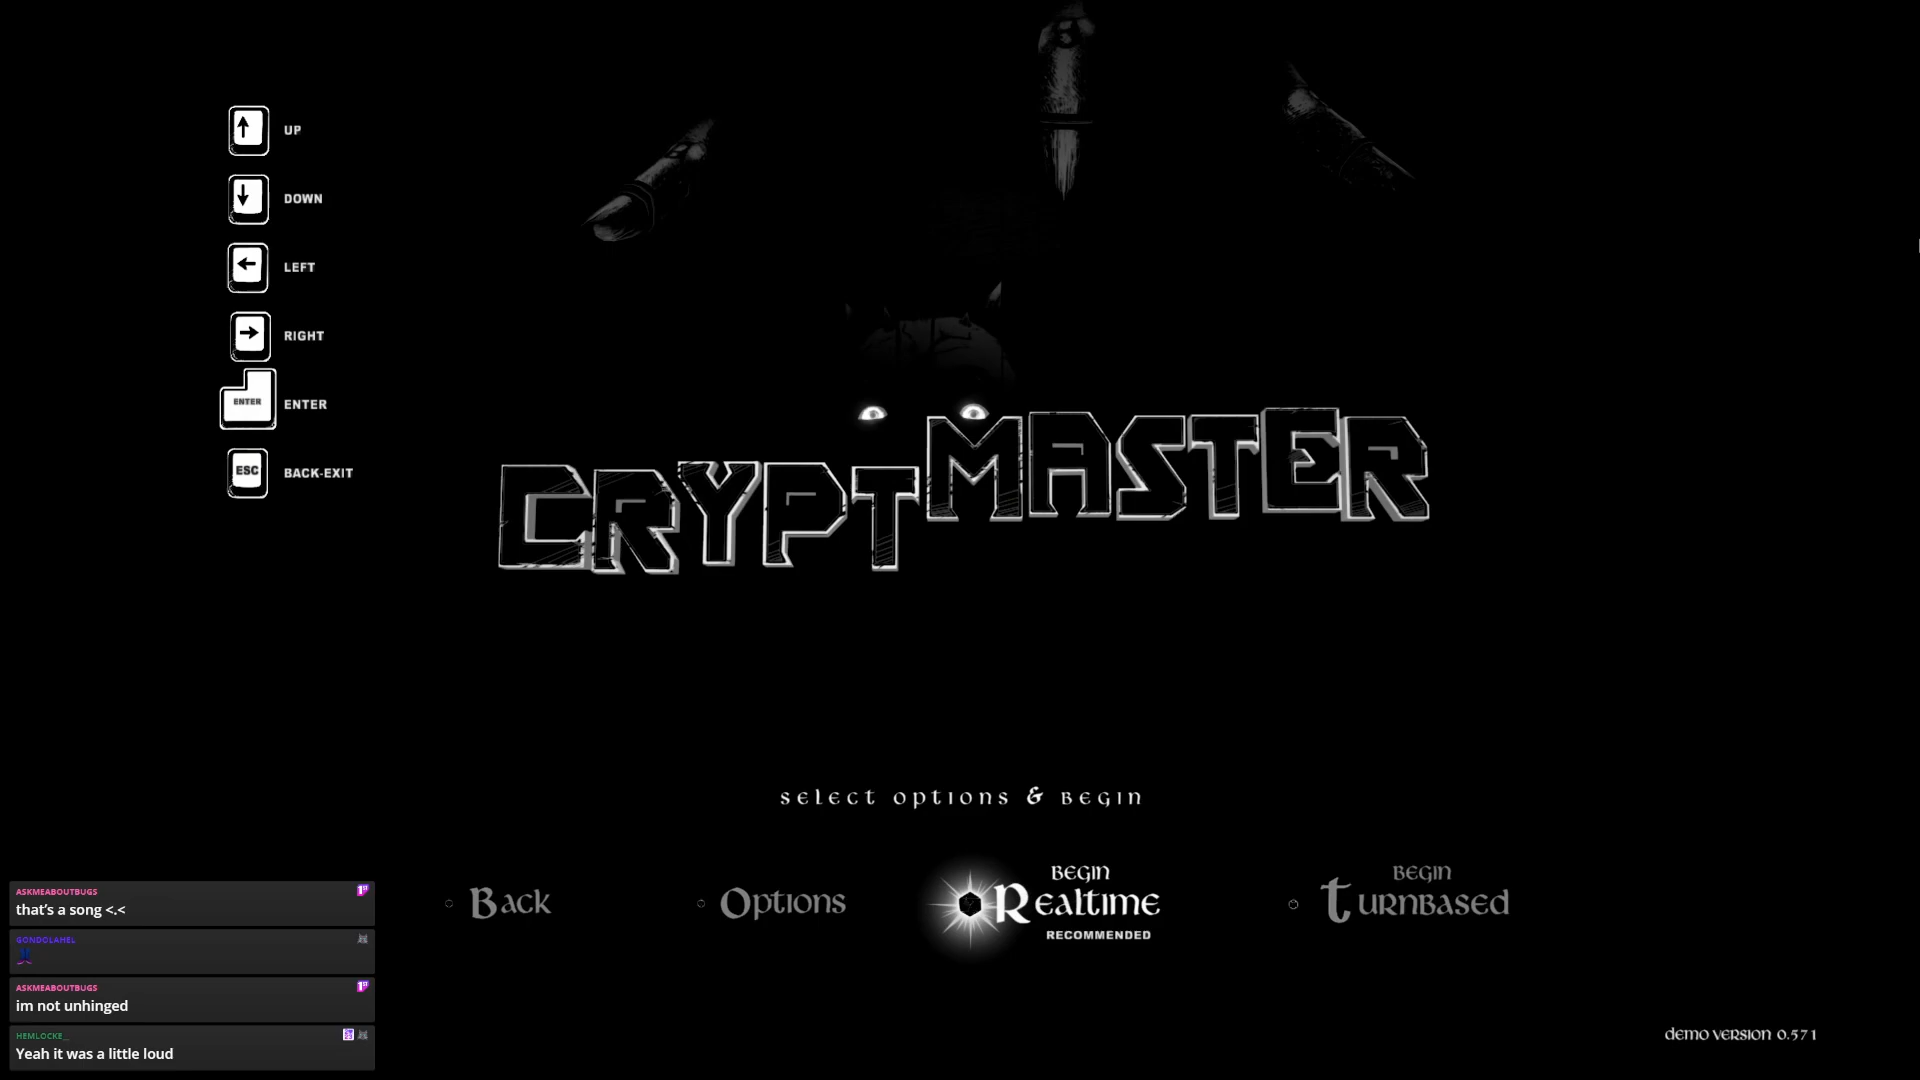 UP
DOWN
LEFT
RIGHT
ENTER ENTER
ESC BACK-EXIT
CRYPTMASTER
select options & begin
Back
Options
Begin
Realtime
RECOMMENDED
Begin
Turnbased
ASKMEABOUTBUGS
that's a song <.<
GONDOLAHEL
ASKMEABOUTBUGS
im not unhinged
HEMLOCKE_
Yeah it was a little loud
demo version 0.571